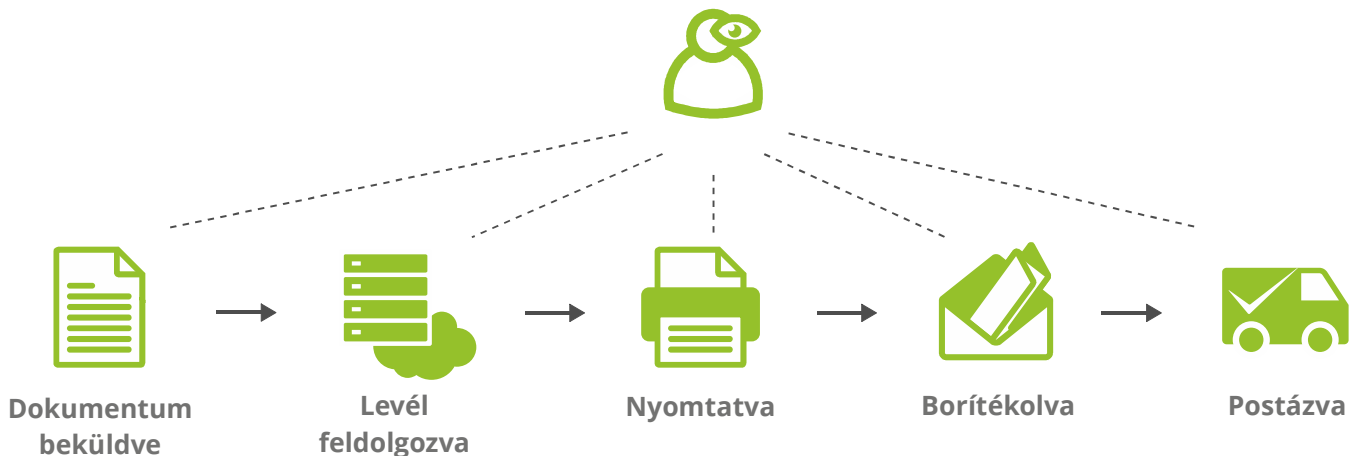 Dokumentum
beküldve
Levél
feldolgozva
Nyomtatva
Borítékolva
Postázva